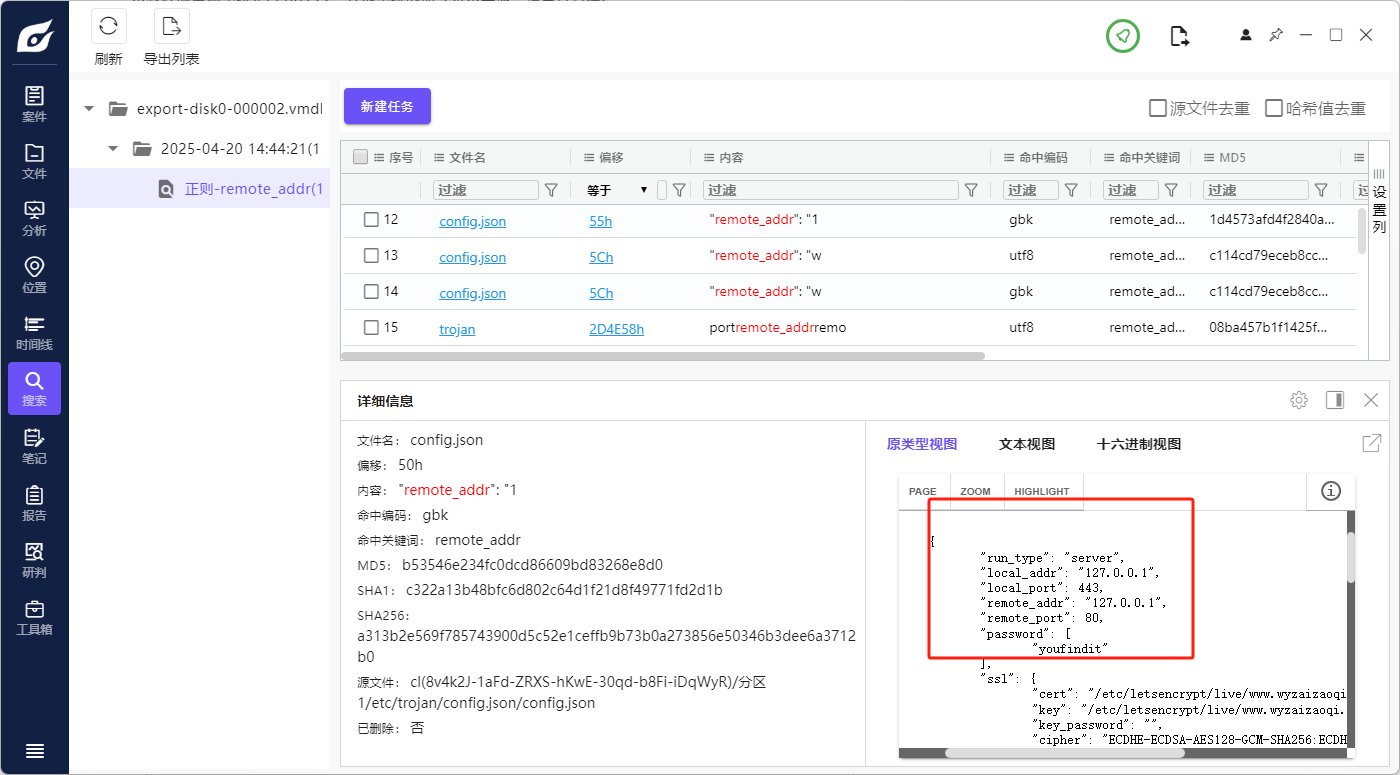 刷新
导出列表
案件
文件
分析
位置
时间线
搜索
笔记
报告
研判
工具箱
export-disk0-000002.vmdl
2025-04-20 14:44:21(1
正则-remote_addr(1
新建任务
源文件去重
哈希值去重
序号 文件名 偏移 内容 命中编码 命中关键词 MD5
过滤 等于 过滤 过滤 过滤 过滤
12 config.json 55h "remote_addr": "1 gbk remote_ad... 1d4573afd4f2840a...
13 config.json 5Ch "remote_addr": "w utf8 remote_ad... c114cd79eceb8cc...
14 config.json 5Ch "remote_addr": "w gbk remote_ad... c114cd79eceb8cc...
15 trojan 2D4E58h portremote_addrremo utf8 remote_ad... 08ba457b1f1425f...
设置列
详细信息
文件名: config.json
偏移: 50h
内容: "remote_addr": "1
命中编码: gbk
命中关键词: remote_addr
MD5: b53546e234fc0dcd86609bd83268e8d0
SHA1: c322a13b48bfc6d802c64d1f21d8f49771fd2d1b
SHA256:
a313b2e569f785743900d5c52e1ceffb9b73b0a273856e50346b3dee6a3712
b0
源文件: cl(8v4k2J-1aFd-ZRXS-hKwE-30qd-b8Fi-iDqWyR)/分区
1/etc/trojan/config.json/config.json
已删除: 否
原类型视图 文本视图 十六进制视图
PAGE ZOOM HIGHLIGHT
{
"run_type": "server",
"local_addr": "127.0.0.1",
"local_port": 443,
"remote_addr": "127.0.0.1",
"remote_port": 80,
"password": [
"youfindit"
],
"ssl": {
"cert": "/etc/letsencrypt/live/www.wyzaizaoqi
"key": "/etc/letsencrypt/live/www.wyzaizaoqi.
"key_password": "",
"cipher": "ECDHE-ECDSA-AES128-GCM-SHA256:ECDH